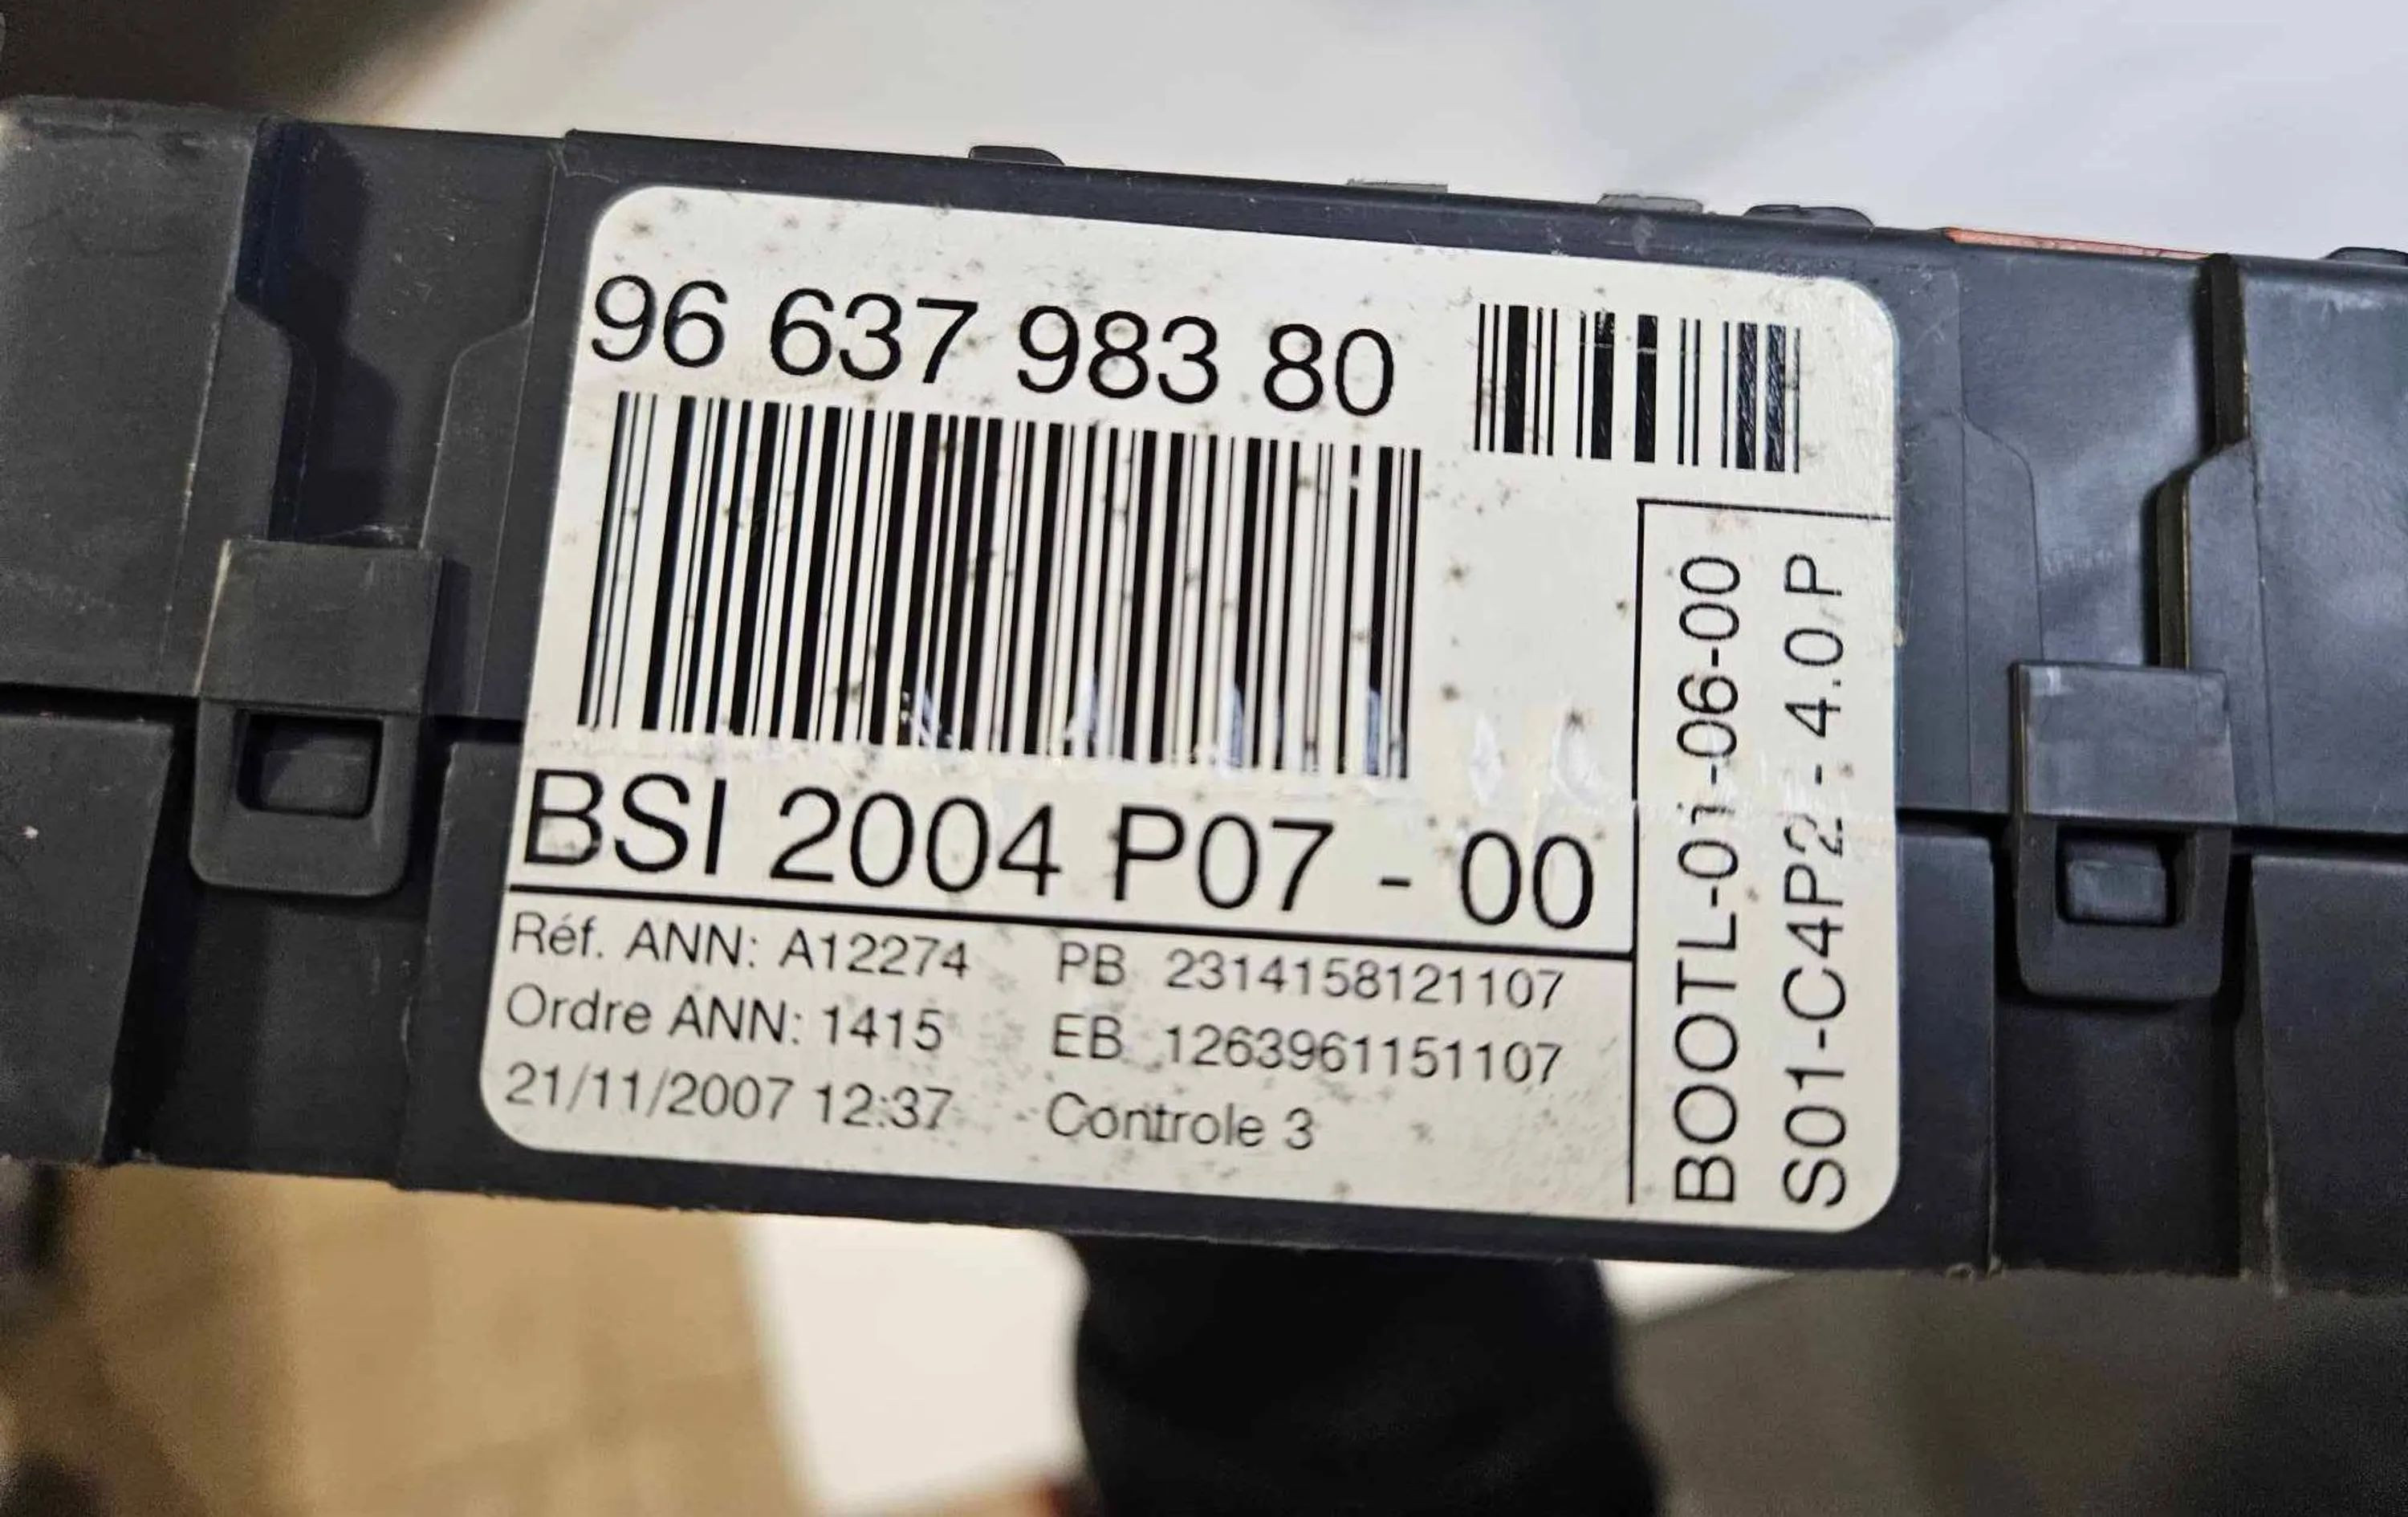 96 637 983 80
BSI 2004 P07 - 00
Réf. ANN: A12274 PB 2314158121107
Ordre ANN: 1415 EB 1263961151107
21/11/2007 12:37 Controle 3
BOOTL-01-06-00
S01-C4P2 - 4.0 P